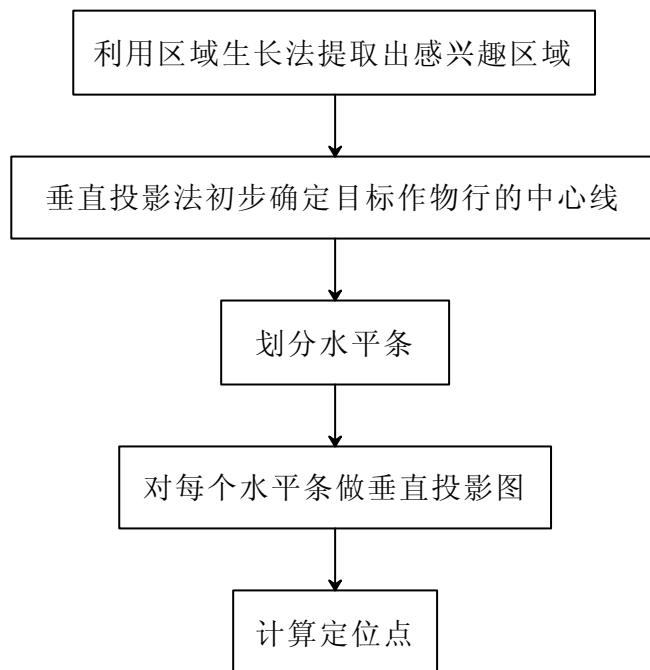 利用区域生长法提取出感兴趣区域
垂直投影法初步确定目标作物行的中心线
划分水平条
对每个水平条做垂直投影图
计算定位点